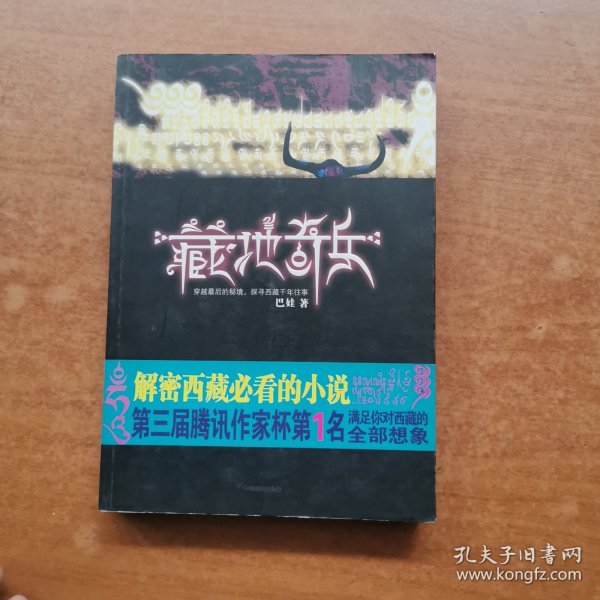 藏地奇兵
穿越最后的秘境，探寻西藏千年往事
巴娃 著
解密西藏必看的小说
第三届腾讯作家杯第1名
满足你对西藏的
全部想象
孔夫子旧书网
www.kongfz.com